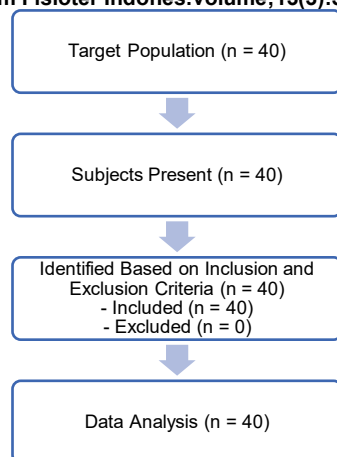 Target Population (n = 40)
Subjects Present (n = 40)
Identified Based on Inclusion and
Exclusion Criteria (n = 40)
- Included (n = 40)
- Excluded (n = 0)
Data Analysis (n = 40)